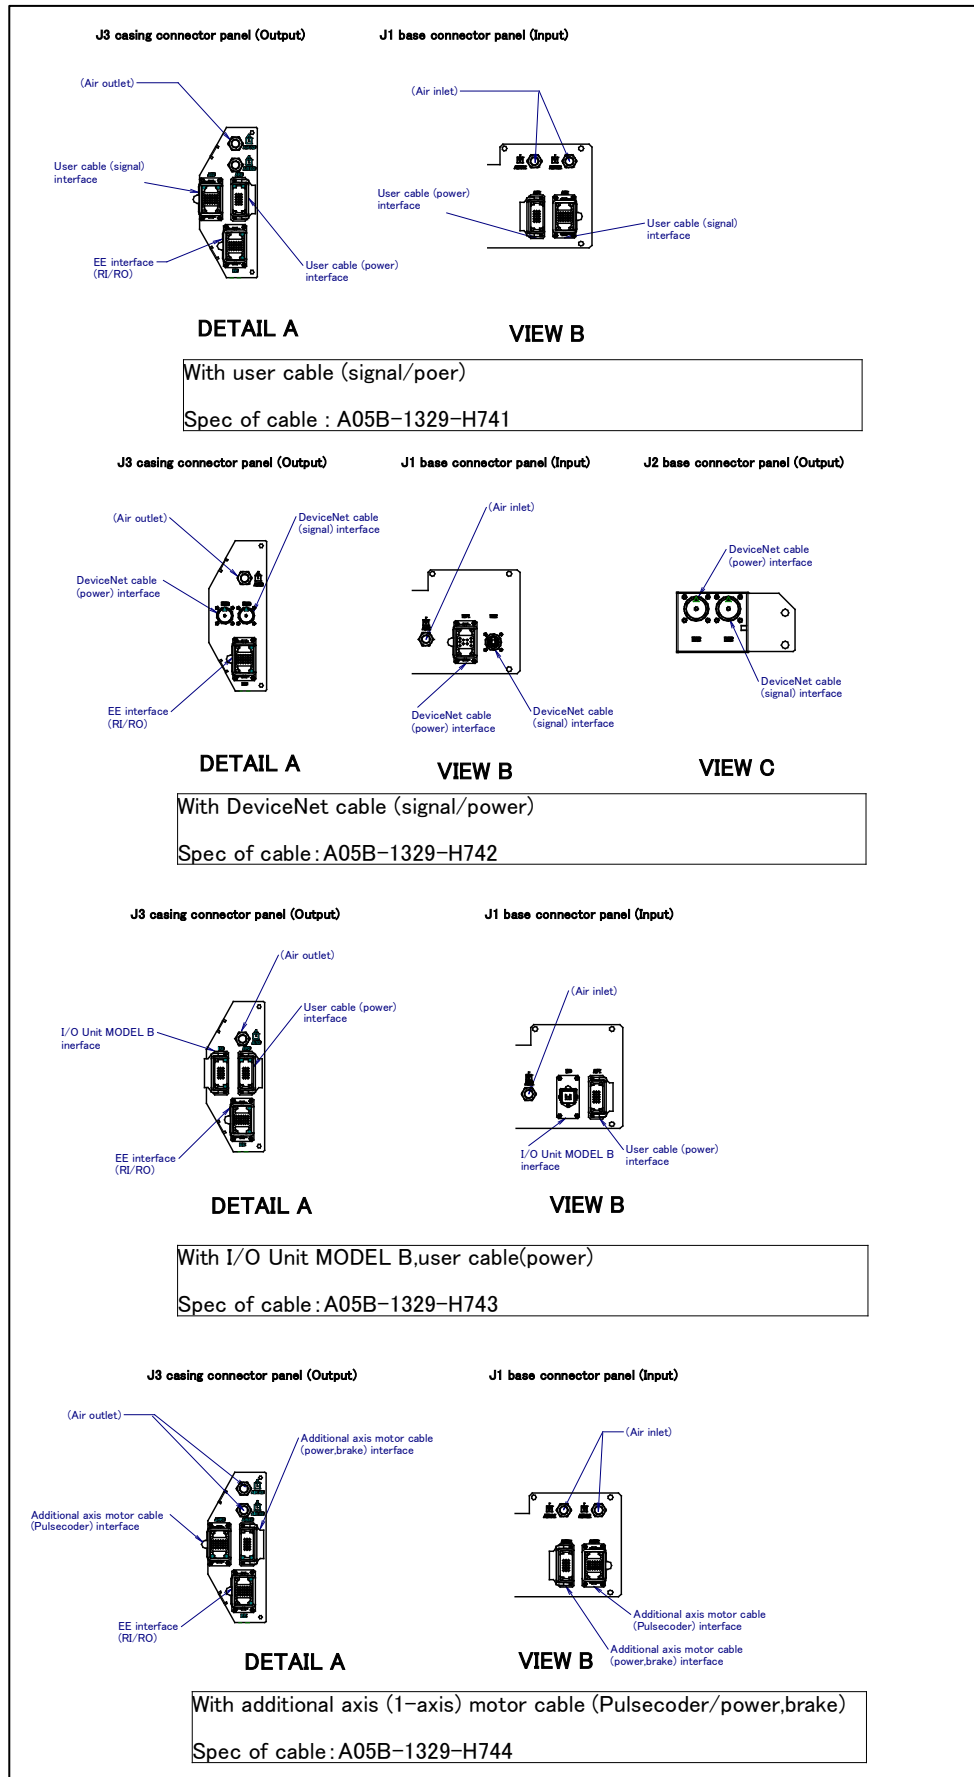 J3 casing connector panel (Output)
J1 base connector panel (Input)
(Air outlet)
(Air inlet)
User cable (signal)
interface
User cable (power)
interface
User cable (signal)
interface
EE interface
(RI/RO)
User cable (power)
interface
DETAIL A
VIEW B
With user cable (signal/poer)
Spec of cable : A05B-1329-H741
J3 casing connector panel (Output)
J1 base connector panel (Input)
J2 base connector panel (Output)
(Air outlet)
DeviceNet cable
(signal) interface
(Air inlet)
DeviceNet cable
(power) interface
DeviceNet cable
(power) interface
DeviceNet cable
(signal) interface
EE interface
(RI/RO)
DeviceNet cable
(power) interface
DeviceNet cable
(signal) interface
DETAIL A
VIEW B
VIEW C
With DeviceNet cable (signal/power)
Spec of cable : A05B-1329-H742
J3 casing connector panel (Output)
J1 base connector panel (Input)
(Air outlet)
(Air inlet)
User cable (power)
interface
I/O Unit MODEL B
inerface
EE interface
(RI/RO)
I/O Unit MODEL B
inerface
User cable (power)
interface
DETAIL A
VIEW B
With I/O Unit MODEL B,user cable(power)
Spec of cable : A05B-1329-H743
J3 casing connector panel (Output)
J1 base connector panel (Input)
(Air outlet)
(Air inlet)
Additional axis motor cable
(power,brake) interface
Additional axis motor cable
(Pulsecoder) interface
EE interface
(RI/RO)
Additional axis motor cable
(Pulsecoder) interface
Additional axis motor cable
(power,brake) interface
DETAIL A
VIEW B
With additional axis (1-axis) motor cable (Pulsecoder/power,brake)
Spec of cable : A05B-1329-H744